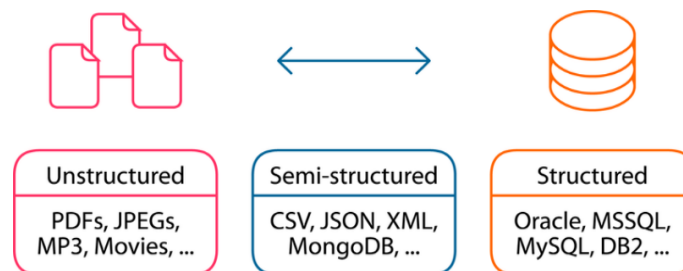 Unstructured
PDFs, JPEGs,
MP3, Movies, ...
Semi-structured
CSV, JSON, XML,
MongoDB, ...
Structured
Oracle, MSSQL,
MySQL, DB2, ...